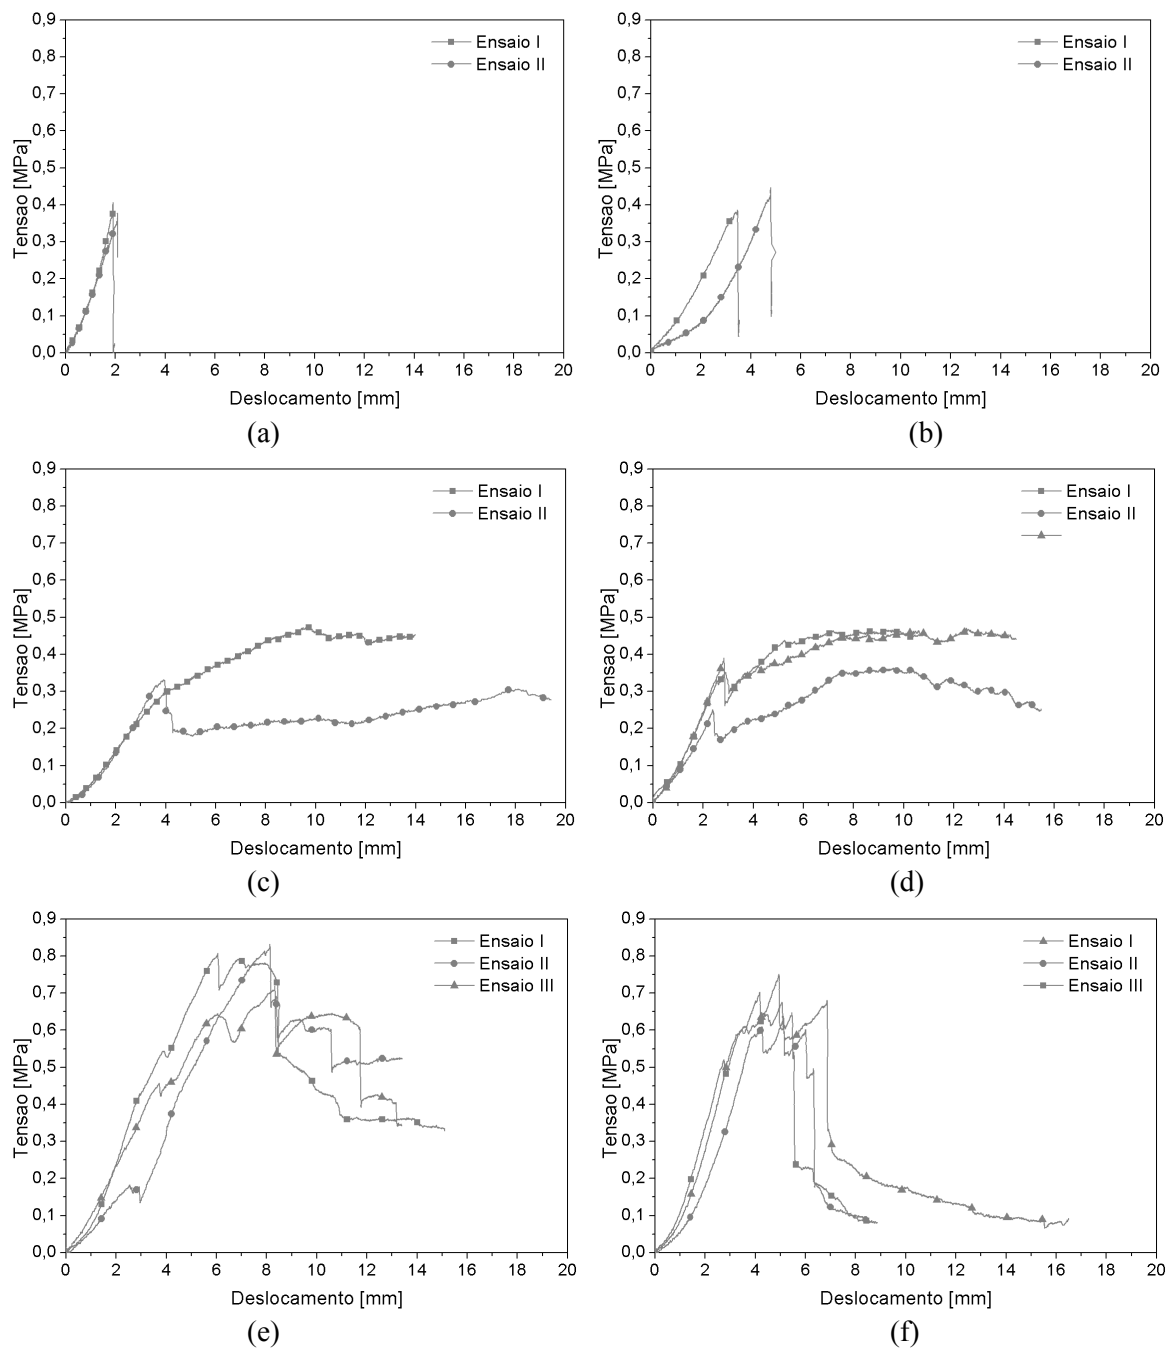 0,9
0,8
0,7
0,6
0,5
0,4
0,3
0,2
0,1
0,0
Tensao [MPa]
Ensaio I
Ensaio II
0 2 4 6 8 10 12 14 16 18 20
Deslocamento [mm]
(a)
0,9
0,8
0,7
0,6
0,5
0,4
0,3
0,2
0,1
0,0
Tensao [MPa]
Ensaio I
Ensaio II
0 2 4 6 8 10 12 14 16 18 20
Deslocamento [mm]
(b)
0,9
0,8
0,7
0,6
0,5
0,4
0,3
0,2
0,1
0,0
Tensao [MPa]
Ensaio I
Ensaio II
0 2 4 6 8 10 12 14 16 18 20
Deslocamento [mm]
(c)
0,9
0,8
0,7
0,6
0,5
0,4
0,3
0,2
0,1
0,0
Tensao [MPa]
Ensaio I
Ensaio II
0 2 4 6 8 10 12 14 16 18 20
Deslocamento [mm]
(d)
0,9
0,8
0,7
0,6
0,5
0,4
0,3
0,2
0,1
0,0
Tensao [MPa]
Ensaio I
Ensaio II
Ensaio III
0 2 4 6 8 10 12 14 16 18 20
Deslocamento [mm]
(e)
0,9
0,8
0,7
0,6
0,5
0,4
0,3
0,2
0,1
0,0
Tensao [MPa]
Ensaio I
Ensaio II
Ensaio III
0 2 4 6 8 10 12 14 16 18 20
Deslocamento [mm]
(f)